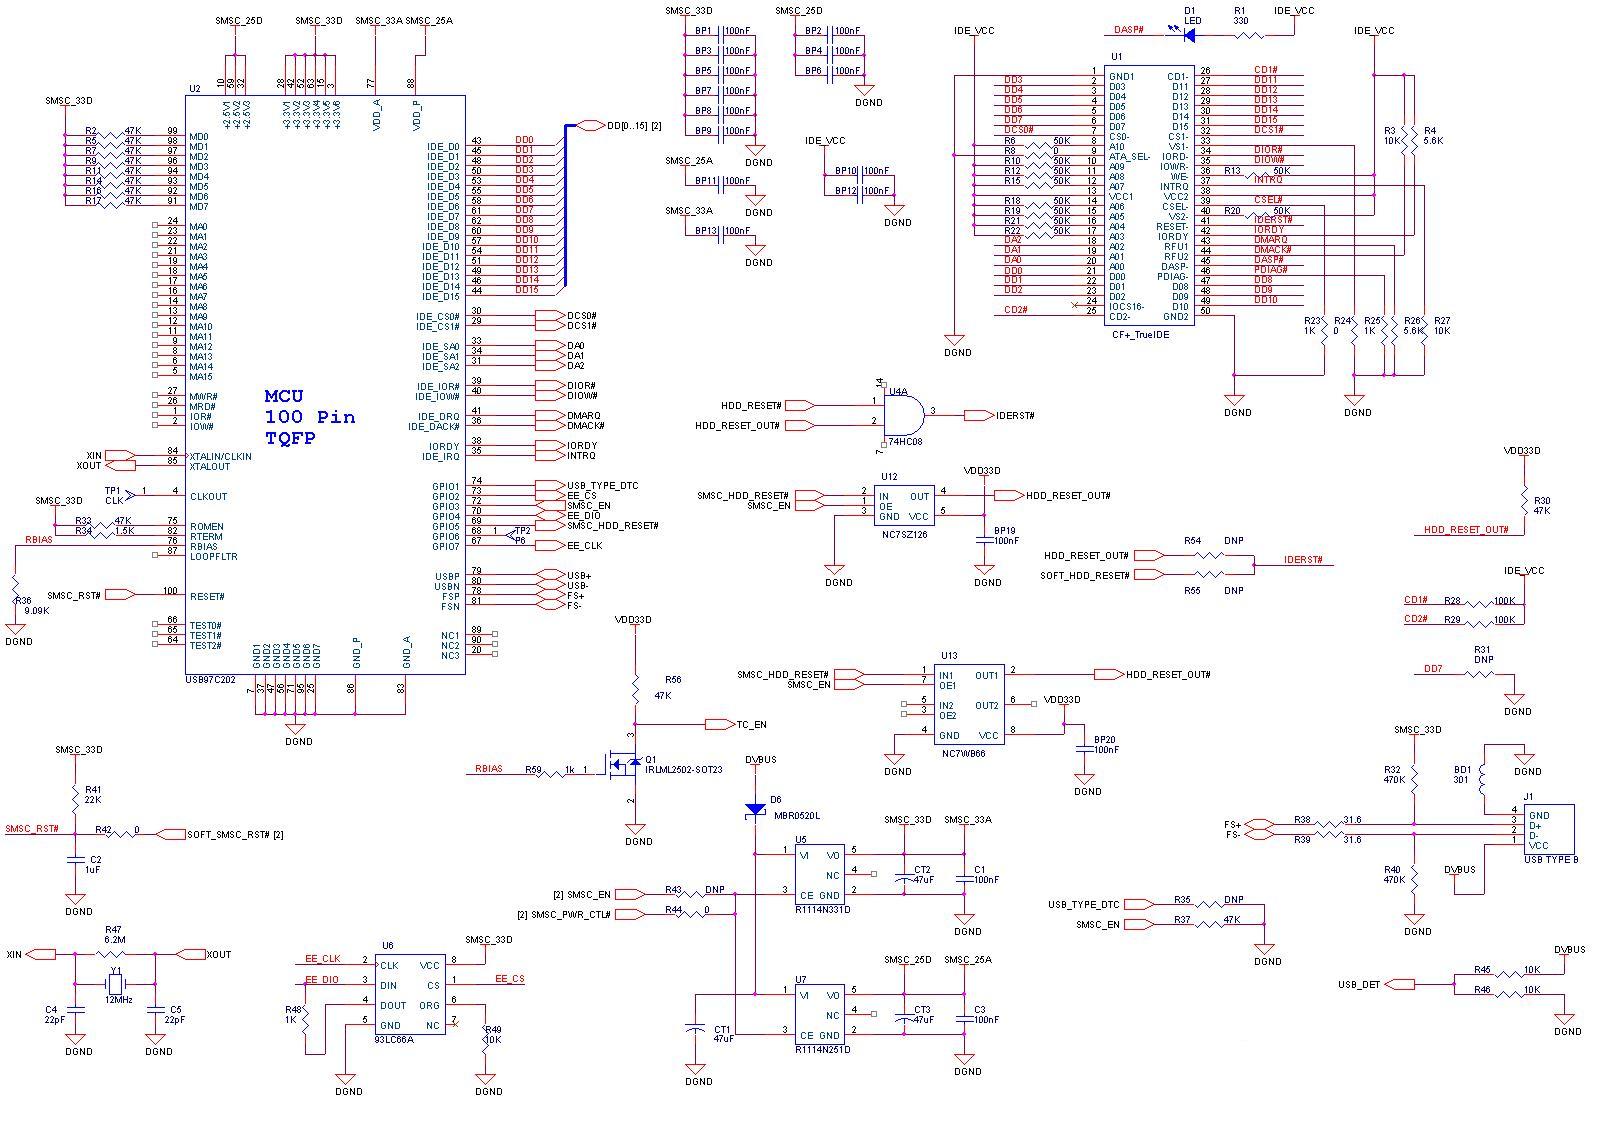 SMSC_25D
SMSC_33D
SMSC_33A
SMSC_25A
SMSC_33D
U2
10 59 32
28 42 52 63 15 3
77
88
+2.5V1
+2.5V2
+2.5V3
+3.3V1
+3.3V2
+3.3V3
+3.3V4
+3.3V5
+3.3V6
VDD_A
VDD_P
R2 47K 99 MD0
R5 47K 98 MD1
R7 47K 97 MD2
R9 47K 96 MD3
R11 47K 94 MD4
R14 47K 93 MD5
R16 47K 92 MD6
R17 47K 91 MD7
24 MA0
23 MA1
22 MA2
21 MA3
19 MA4
18 MA5
17 MA6
16 MA7
14 MA8
13 MA9
12 MA10
11 MA11
9 MA12
8 MA13
6 MA14
5 MA15
27 MWR#
26 MRD#
1 IOR#
2 IOW#
XIN 84 XTALIN/CLKIN
XOUT 85 XTALOUT
TP1 CLK 1 4 CLKOUT
SMSC_33D
R33 47K 75 ROMEN
R34 1.5K 82 RTERM
RBIAS 76 RBIAS
87 LOOPFLTR
R36
9.09K
DGND
SMSC_RST# 100 RESET#
66 TEST0#
65 TEST1#
64 TEST2#
MCU
100 Pin
TQFP
USB97C202
GND1 GND2 GND3 GND4 GND5 GND6 GND7
GND_P
GND_A
7 37 47 56 71 95 25
86
83
DGND
IDE_D0 43 DD0
IDE_D1 45 DD1
IDE_D2 48 DD2
IDE_D3 50 DD3
IDE_D4 53 DD4
IDE_D5 55 DD5
IDE_D6 58 DD6
IDE_D7 61 DD7
IDE_D8 62 DD8
IDE_D9 60 DD9
IDE_D10 57 DD10
IDE_D11 54 DD11
IDE_D12 51 DD12
IDE_D13 49 DD13
IDE_D14 46 DD14
IDE_D15 44 DD15
DD[0..15] [2]
IDE_CS0# 30 DCS0#
IDE_CS1# 29 DCS1#
IDE_SA0 33 DA0
IDE_SA1 34 DA1
IDE_SA2 31 DA2
IDE_IOR# 39 DIOR#
IDE_IOW# 40 DIOW#
IDE_DRQ 41 DMARQ
IDE_DACK# 36 DMACK#
IORDY 38 IORDY
IDE_IRQ 35 INTRQ
GPIO1 74 USB_TYPE_DTC
GPIO2 73 EE_CS
GPIO3 72 SMSC_EN
GPIO4 70 EE_DIO
GPIO5 69 SMSC_HDD_RESET#
GPIO6 68 1 TP2
P6
GPIO7 67 EE_CLK
USBP 79 USB+
USBN 80 USB-
FSP 78 FS+
FSN 81 FS-
NC1 89
NC2 90
NC3 20
SMSC_33D
BP1 100nF
BP3 100nF
BP5 100nF
BP7 100nF
BP8 100nF
BP9 100nF
DGND
SMSC_25D
BP2 100nF
BP4 100nF
BP6 100nF
DGND
SMSC_25A
BP11 100nF
DGND
IDE_VCC
BP10 100nF
BP12 100nF
DGND
SMSC_33A
BP13 100nF
DGND
DASP#
D1
LED
R1
330
IDE_VCC
IDE_VCC
IDE_VCC
U1
1 GND1
DD3 2 D03
DD4 3 D04
DD5 4 D05
DD6 5 D06
DD7 6 D07
DCS0# 7 CS0-
R6 50K 8 A10
R8 0 9 ATA_SEL-
R10 50K 10 A09
R12 50K 11 A08
R15 50K 12 A07
13 VCC1
R18 50K 14 A06
R19 50K 15 A05
R21 50K 16 A04
R22 50K 17 A03
DA2 18 A02
DA1 19 A01
DA0 20 A00
DD0 21 D00
DD1 22 D01
DD2 23 D02
24 IOCS16-
CD2# 25 CD2-
CD1- 26 CD1#
D11 27 DD11
D12 28 DD12
D13 29 DD13
D14 30 DD14
D15 31 DD15
CS1- 32 DCS1#
VS1- 33
IORD- 34 DIOR#
IOWR- 35 DIOW#
WE- 36 R13 50K
INTRQ 37 INTRQ
VCC2 38
CSEL- 39 CSEL#
VS2- 40 R20 50K
RESET- 41 IDERST#
IORDY 42 IORDY
RFU1 43 DMARQ
RFU2 44 DMACK#
DASP- 45 DASP#
PDIAG- 46 PDIAG#
D08 47 DD8
D09 48 DD9
D10 49 DD10
GND2 50
CF+_TrueIDE
DGND
R3
10K
R4
5.6K
R23
1K
R24
0
R25
1K
R26
5.6K
R27
10K
DGND
DGND
HDD_RESET#
HDD_RESET_OUT#
14
U4A
1
2
3
7
74HC08
IDERST#
U12
SMSC_HDD_RESET# 2 IN
SMSC_EN 1 OE
3 GND
OUT 4
VCC 5
NC7SZ126
VDD33D
HDD_RESET_OUT#
BP19
100nF
DGND
DGND
HDD_RESET_OUT# R54 DNP
SOFT_HDD_RESET# R55 DNP
IDERST#
VDD33D
R30
47K
HDD_RESET_OUT#
IDE_VCC
CD1# R28 100K
CD2# R29 100K
R31
DNP
DD7
DGND
VDD33D
R56
47K
TC_EN
3
RBIAS R59 1k 1
Q1
IRLML2502-SOT23
2
DGND
U13
SMSC_HDD_RESET# 1 IN1
SMSC_EN 7 OE1
5 IN2
3 OE2
4 GND
OUT1 2 HDD_RESET_OUT#
OUT2 6
VCC 8
NC7WB66
VDD33D
BP20
100nF
DGND
DGND
SMSC_33D
R41
22K
SMSC_RST# R42 0 SOFT_SMSC_RST# [2]
C2
1uF
DGND
R47
6.2M
XIN
XOUT
Y1
12MHz
C4
22pF
C5
22pF
DGND
DGND
U6
EE_CLK 2 CLK
EE_DIO 3 DIN
4 DOUT
5 GND
VCC 8
CS 1 EE_CS
ORG 6
NC 7
93LC66A
SMSC_33D
R48
1K
R49
10K
DGND
DGND
DVBUS
D6
MBR0520L
U5
1 VI
VO 5
NC 4
3 CE
GND 2
R1114N331D
SMSC_33D
SMSC_33A
CT2
47uF
C1
100nF
DGND
[2] SMSC_EN R43 DNP
[2] SMSC_PWR_CTL# R44 0
U7
1 VI
VO 5
NC 4
3 CE
GND 2
R1114N251D
SMSC_25D
SMSC_25A
CT1
47uF
CT3
47uF
C3
100nF
DGND
DGND
SMSC_33D
R32
470K
BD1
301
DGND
J1
4 GND
3 D+
2 D-
1 VCC
USB TYPE B
FS+ R38 31.6
FS- R39 31.6
R40
470K
DVBUS
DGND
USB_TYPE_DTC R35 DNP
SMSC_EN R37 47K
DGND
DVBUS
USB_DET
R45 10K
R46 10K
DGND